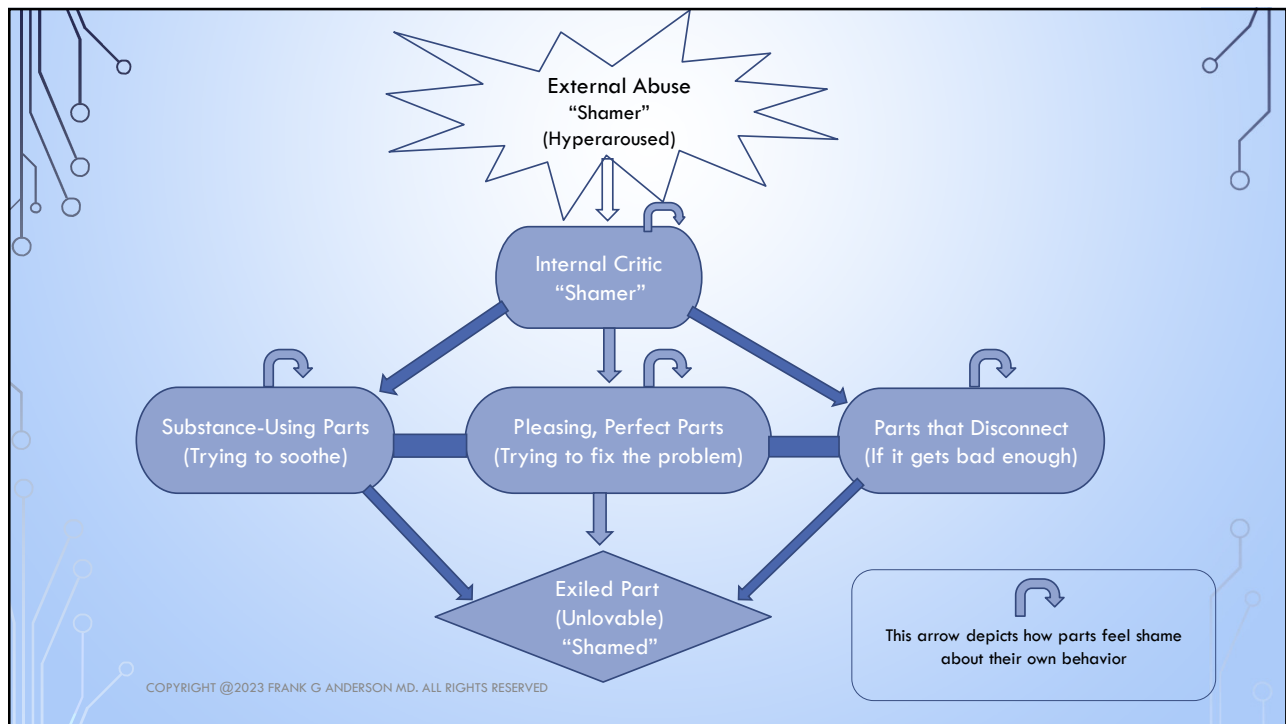 External Abuse
“Shamer”
(Hyperaroused)
Internal Critic
“Shamer”
Substance-Using Parts
(Trying to soothe)
Pleasing, Perfect Parts
(Trying to fix the problem)
Parts that Disconnect
(If it gets bad enough)
Exiled Part
(Unlovable)
“Shamed”
This arrow depicts how parts feel shame
about their own behavior
COPYRIGHT @2023 FRANK G ANDERSON MD. ALL RIGHTS RESERVED